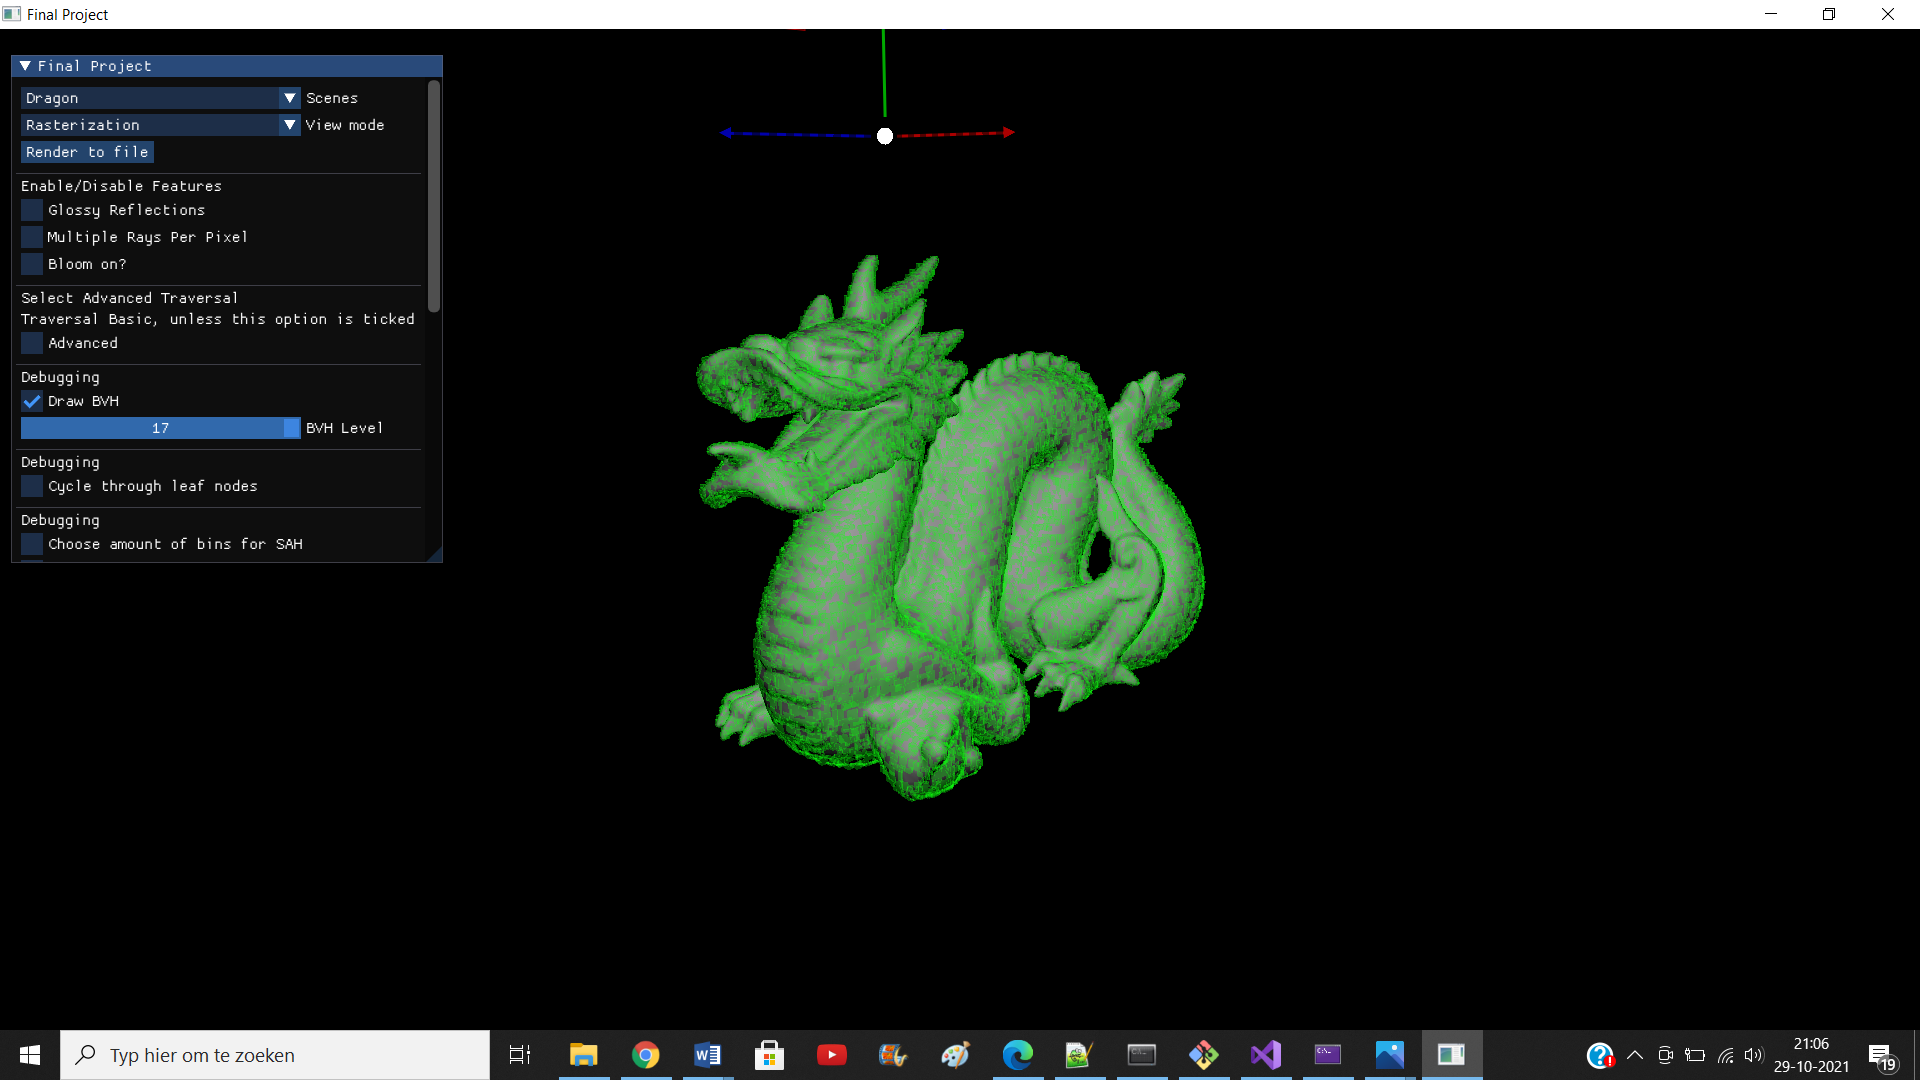 Final Project
Final Project
Dragon Scenes
Rasterization View mode
Render to file
Enable/Disable Features
Glossy Reflections
Multiple Rays Per Pixel
Bloom on?
Select Advanced Traversal
Traversal Basic, unless this option is ticked
Advanced
Debugging
Draw BVH
17 BVH Level
Debugging
Cycle through leaf nodes
Debugging
Choose amount of bins for SAH
Typ hier om te zoeken
21:06
29-10-2021
19